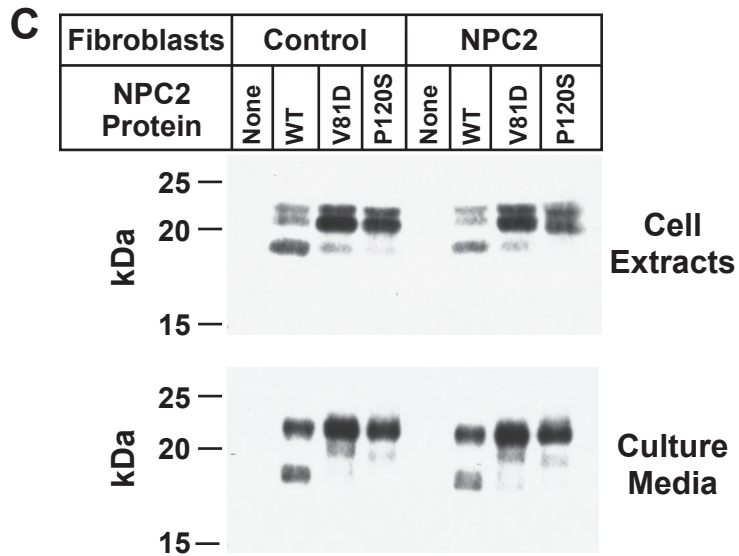 C
Fibroblasts Control NPC2
NPC2
Protein
None WT V81D P120S None WT V81D P120S
25
20
15
kDa
Cell
Extracts
25
20
15
kDa
Culture
Media